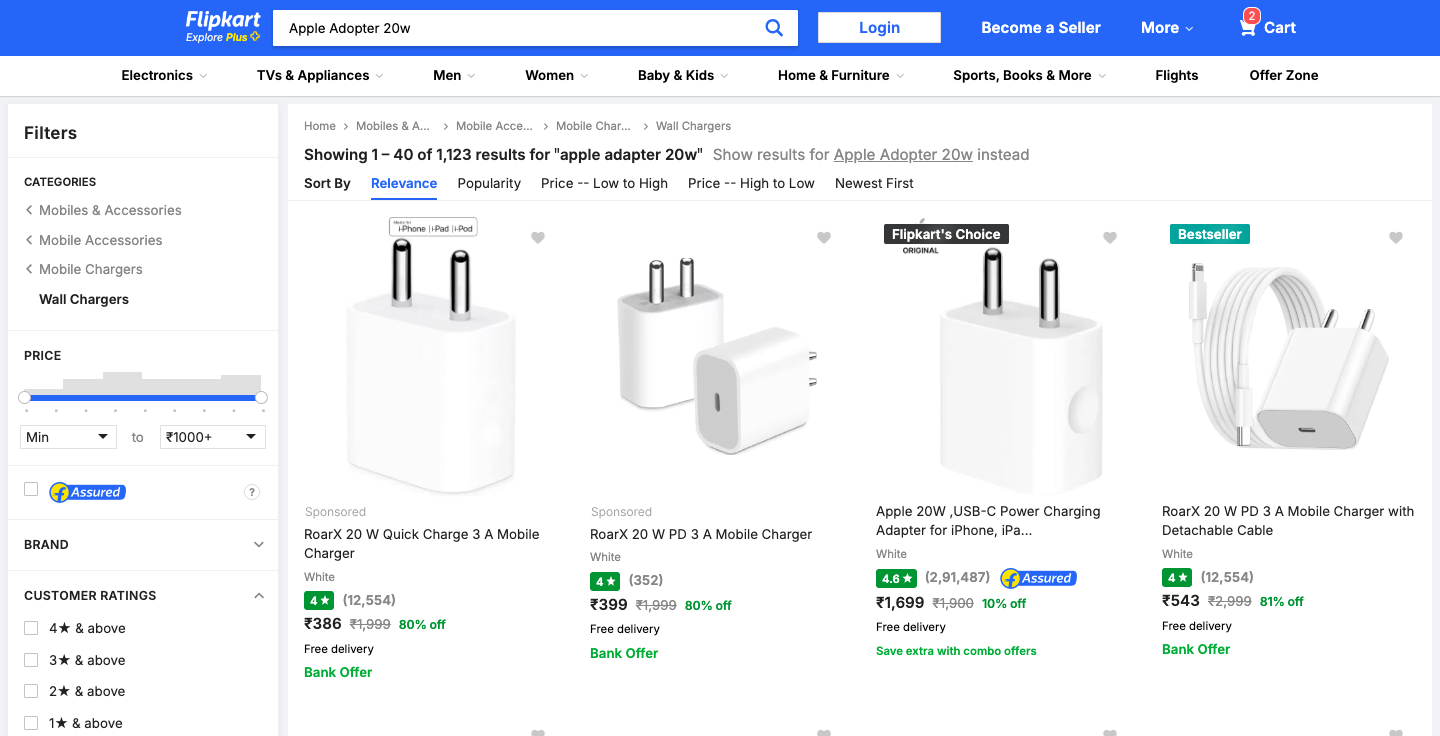 Flipkart
Explore Plus
Apple Adopter 20w
Login
Become a Seller
More
2
Cart
Electronics
TVs & Appliances
Men
Women
Baby & Kids
Home & Furniture
Sports, Books & More
Flights
Offer Zone
Filters
CATEGORIES
Mobiles & Accessories
Mobile Accessories
Mobile Chargers
Wall Chargers
PRICE
Min
to
₹1000+
Assured
?
BRAND
CUSTOMER RATINGS
4★ & above
3★ & above
2★ & above
1★ & above
Home
Mobiles & A...
Mobile Acce...
Mobile Char...
Wall Chargers
Showing 1 – 40 of 1,123 results for "apple adapter 20w" Show results for Apple Adopter 20w instead
Sort By
Relevance
Popularity
Price -- Low to High
Price -- High to Low
Newest First
iPhone iPad iPod
Sponsored
RoarX 20 W Quick Charge 3 A Mobile
Charger
White
4★ (12,554)
₹386 ₹1,999 80% off
Free delivery
Bank Offer
Sponsored
RoarX 20 W PD 3 A Mobile Charger
White
4★ (352)
₹399 ₹1,999 80% off
Free delivery
Bank Offer
Flipkart's Choice
ORIGINAL
Apple 20W ,USB-C Power Charging
Adapter for iPhone, iPa...
White
4.6★ (2,91,487) Assured
₹1,699 ₹1,900 10% off
Free delivery
Save extra with combo offers
Bestseller
RoarX 20 W PD 3 A Mobile Charger with
Detachable Cable
White
4★ (12,554)
₹543 ₹2,999 81% off
Free delivery
Bank Offer